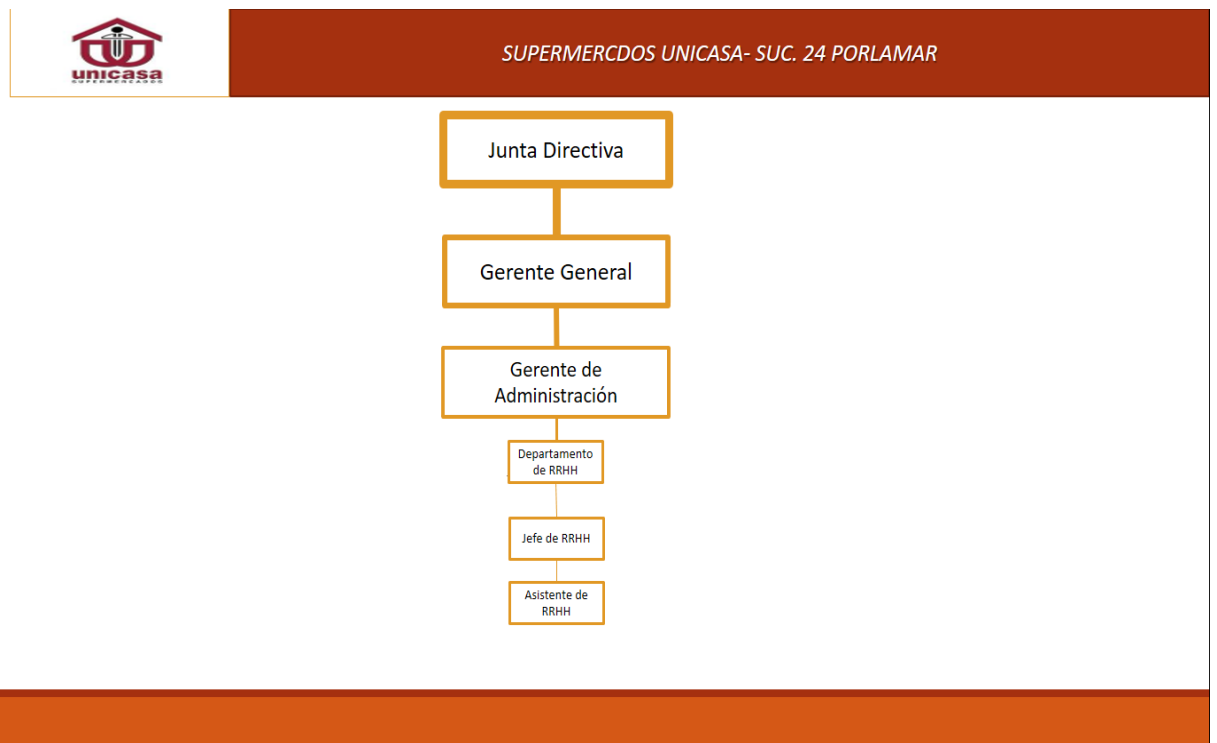 unicasa
SUPERMERCADOS
SUPERMERCDOS UNICASA- SUC. 24 PORLAMAR
Junta Directiva
Gerente General
Gerente de
Administración
Departamento
de RRHH
Jefe de RRHH
Asistente de
RRHH